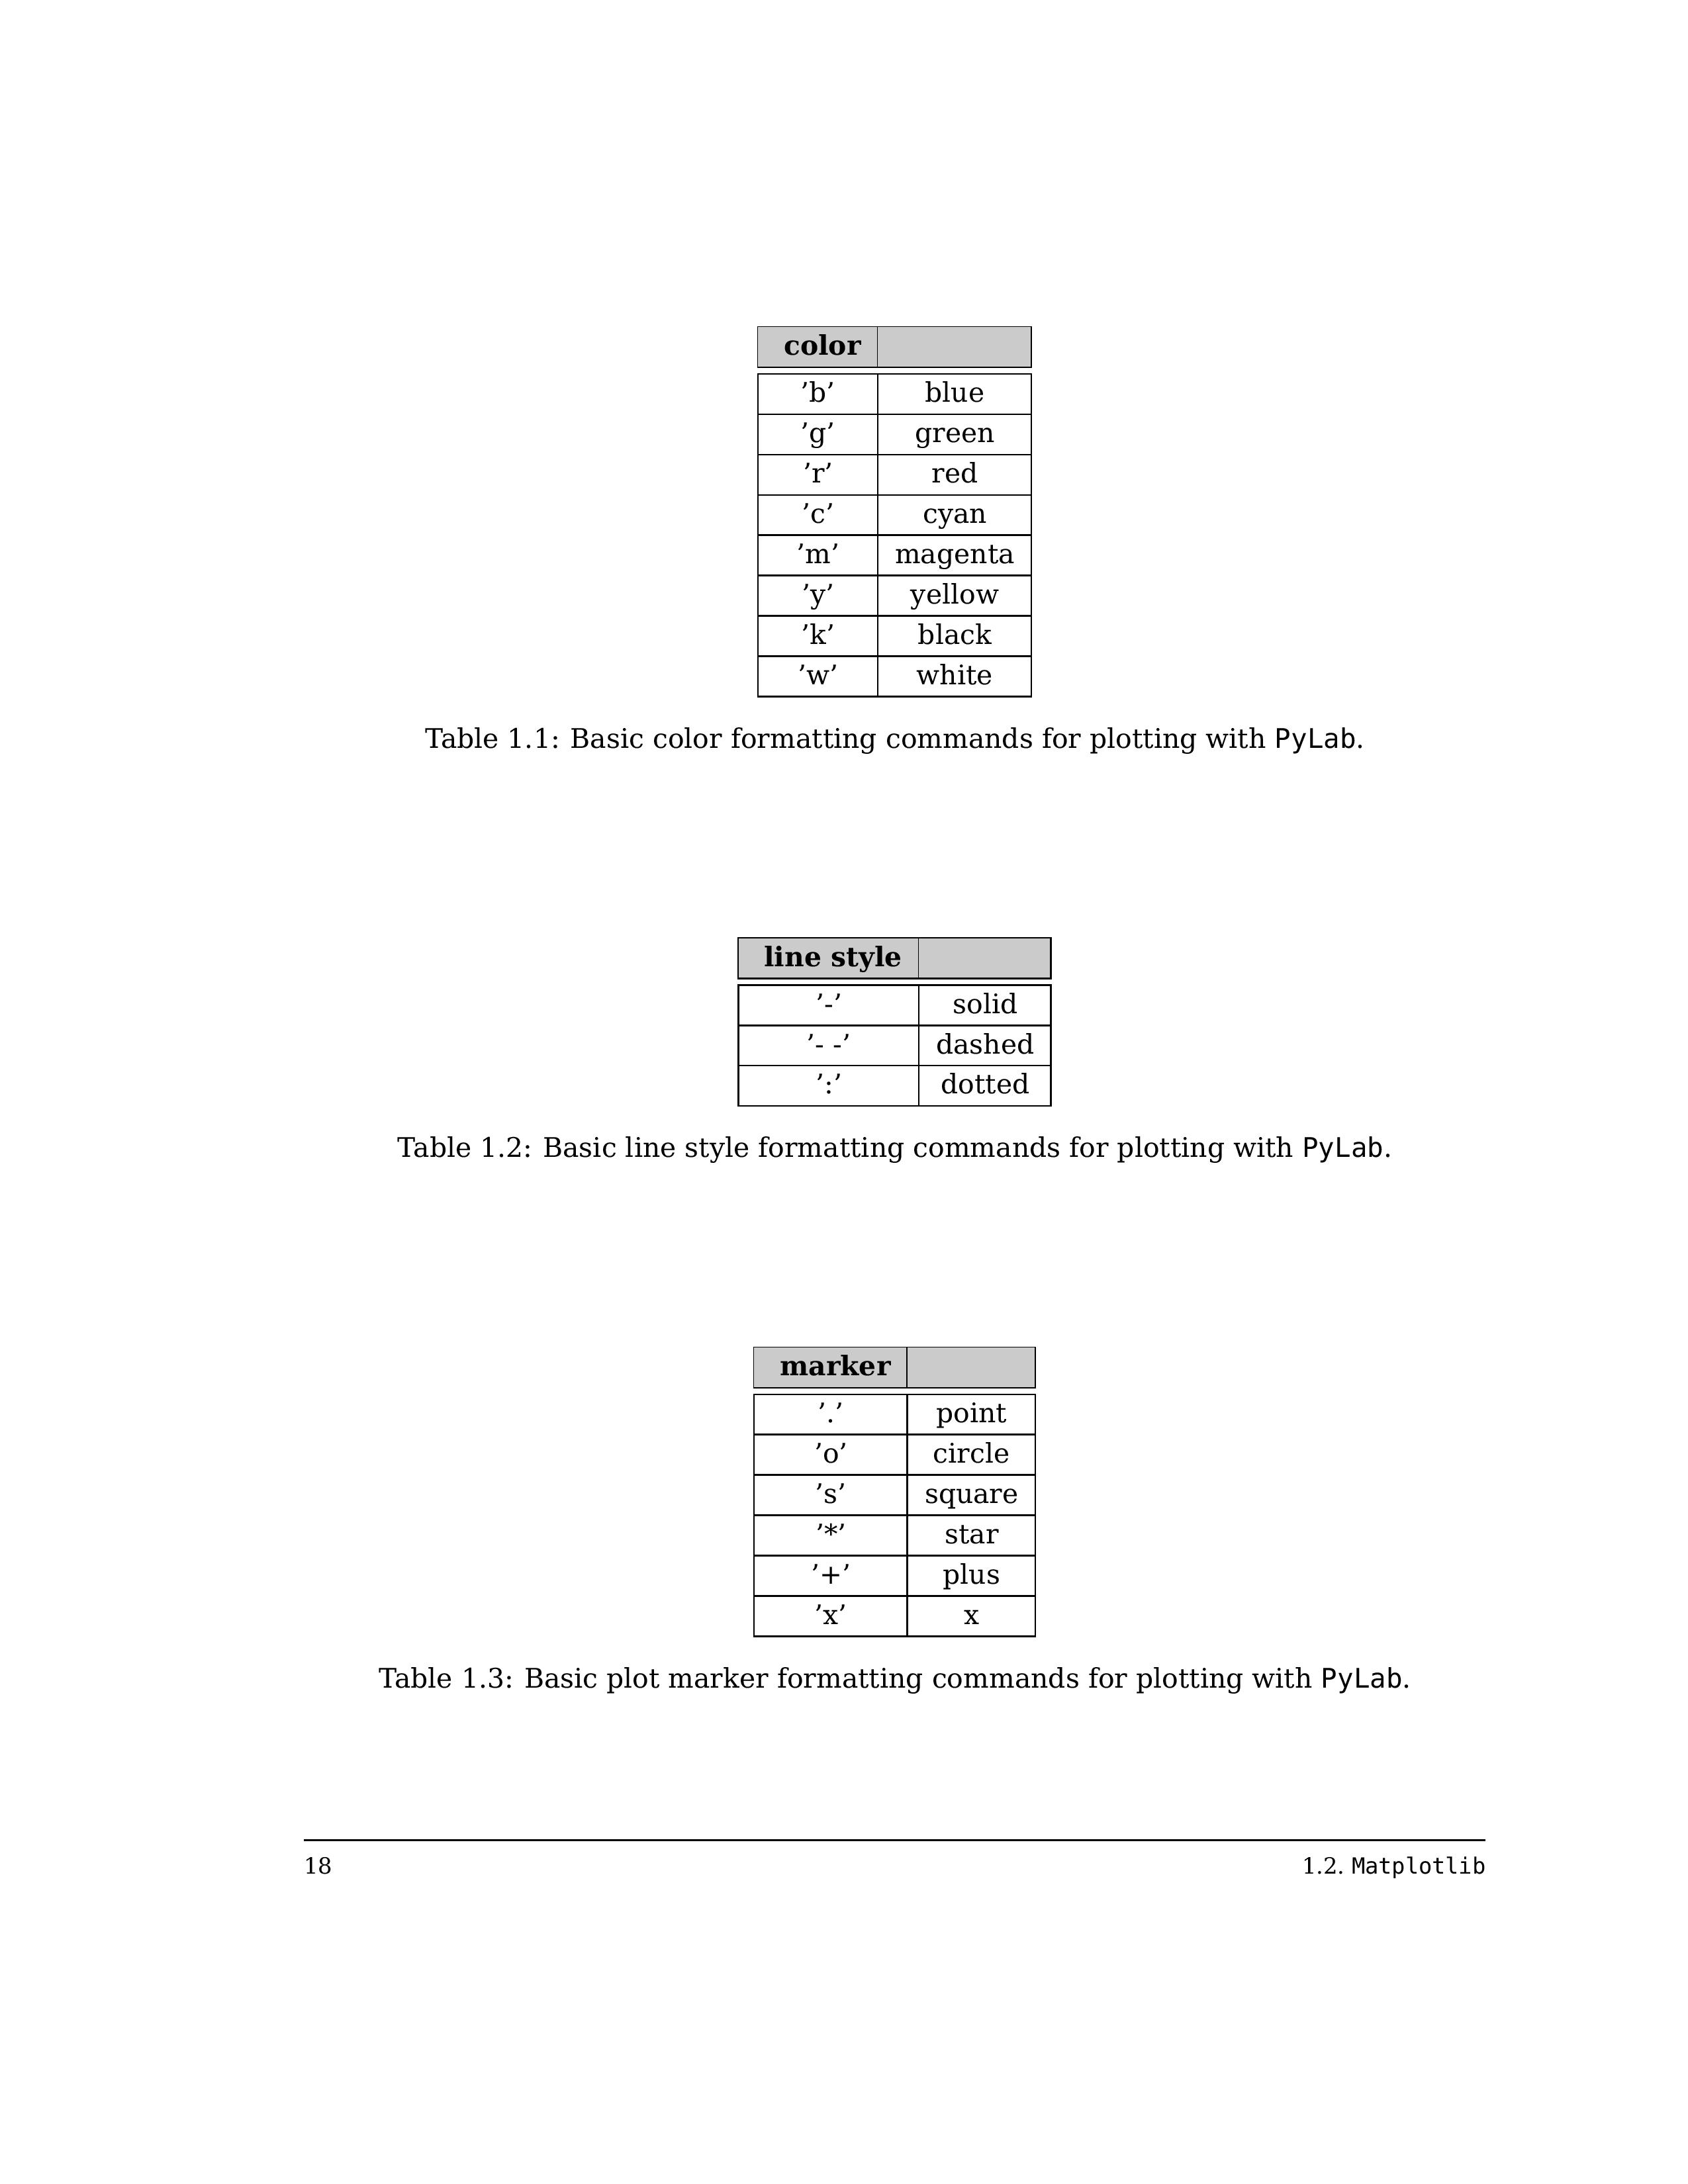 color
’b’ blue
’g’ green
’r’ red
’c’ cyan
’m’ magenta
’y’ yellow
’k’ black
’w’ white
Table 1.1: Basic color formatting commands for plotting with PyLab.
line style
’-’ solid
’- -’ dashed
’:’ dotted
Table 1.2: Basic line style formatting commands for plotting with PyLab.
marker
’.’ point
’o’ circle
’s’ square
’*’ star
’+’ plus
’x’ x
Table 1.3: Basic plot marker formatting commands for plotting with PyLab.
18 1.2. Matplotlib